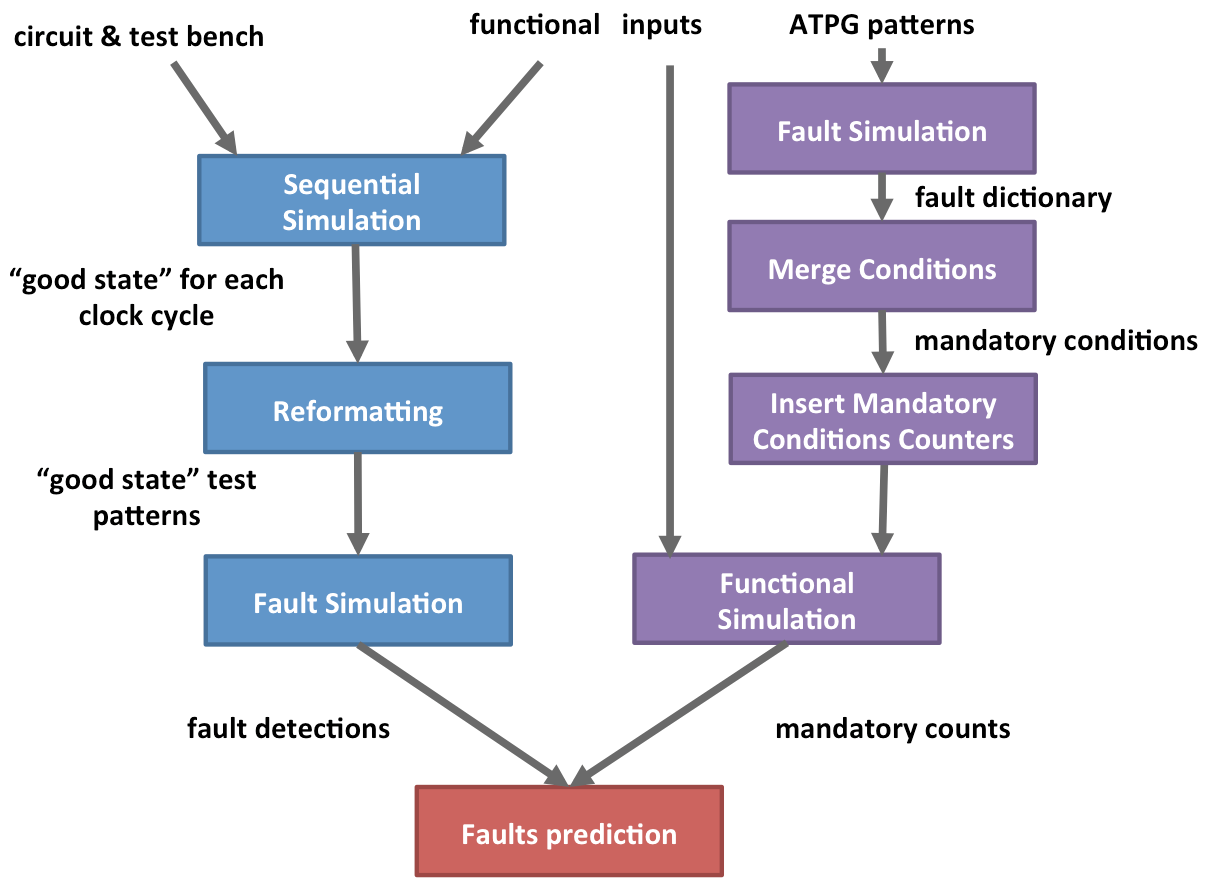 circuit & test bench
functional inputs
ATPG patterns
Fault Simulation
fault dictionary
Sequential
Simulation
Merge Conditions
“good state” for each
clock cycle
mandatory conditions
Reformatting
Insert Mandatory
Conditions Counters
“good state” test
patterns
Fault Simulation
Functional
Simulation
fault detections
mandatory counts
Faults prediction